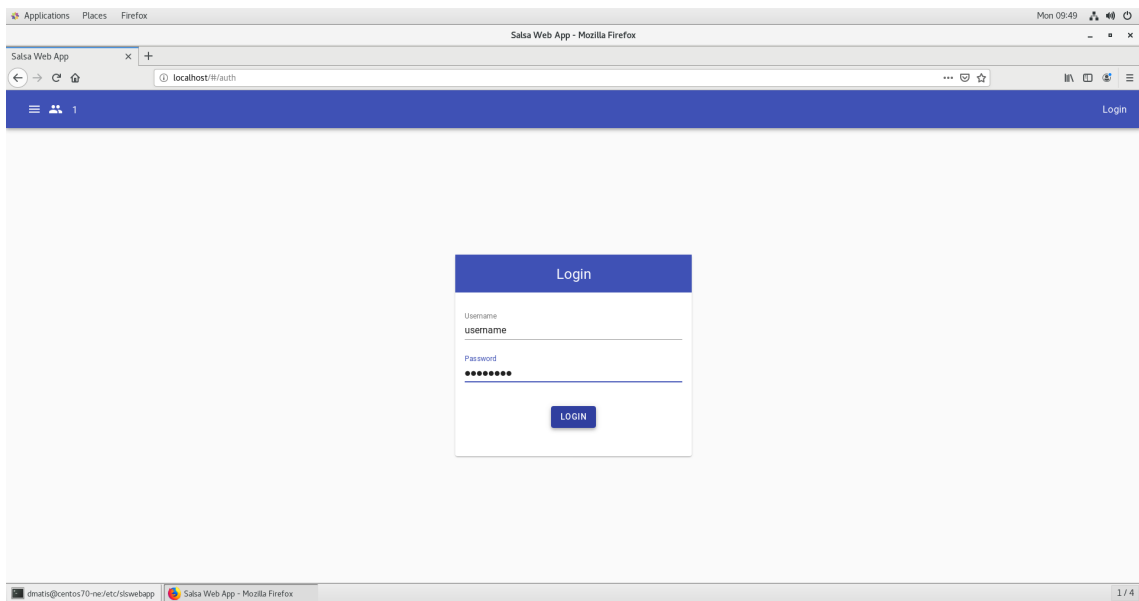 Applications Places Firefox Mon 09:49
Salsa Web App - Mozilla Firefox
Salsa Web App
localhost/#/auth
1 Login
Login
Username
username
Password
LOGIN
dmatis@centos70-ne:/etc/slswebapp Salsa Web App - Mozilla Firefox 1 / 4